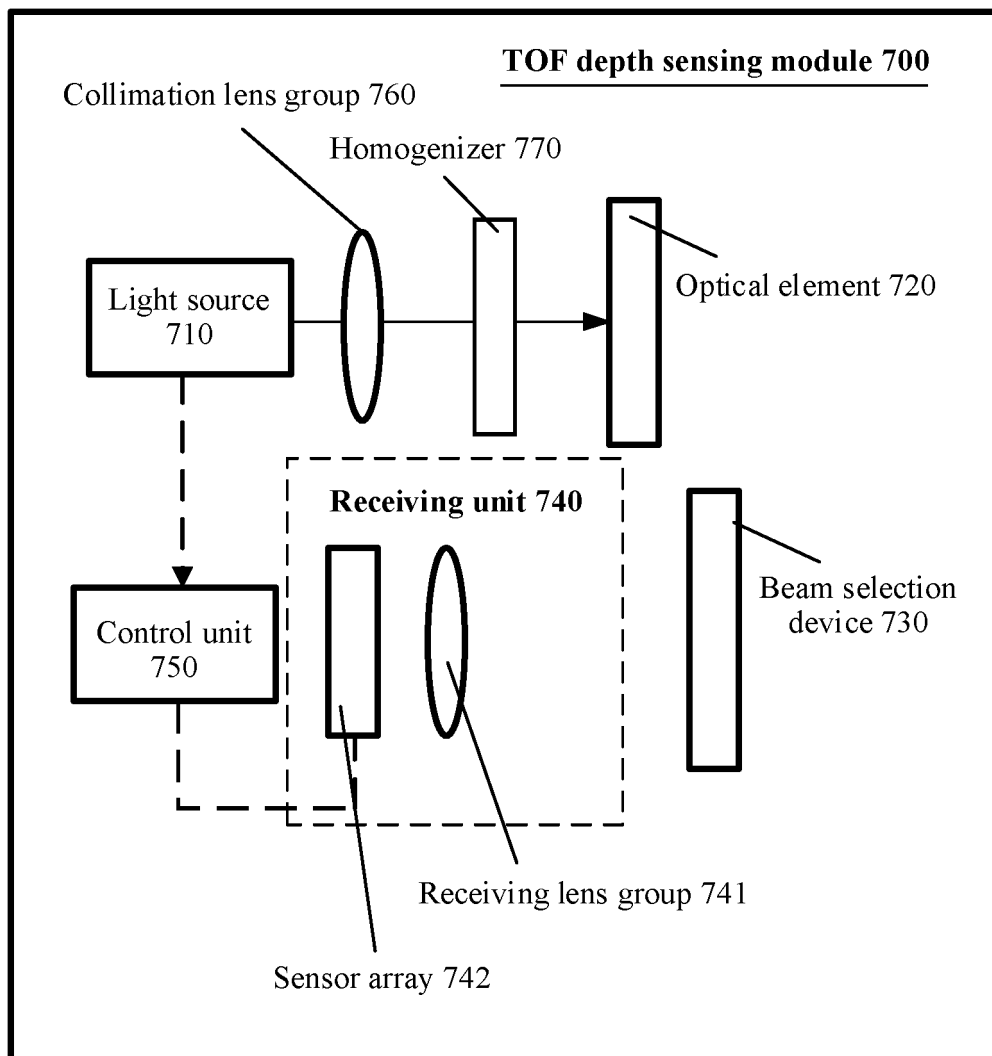 TOF depth sensing module 700
Collimation lens group 760
Homogenizer 770
Light source
710
Optical element 720
Receiving unit 740
Beam selection
device 730
Control unit
750
Receiving lens group 741
Sensor array 742